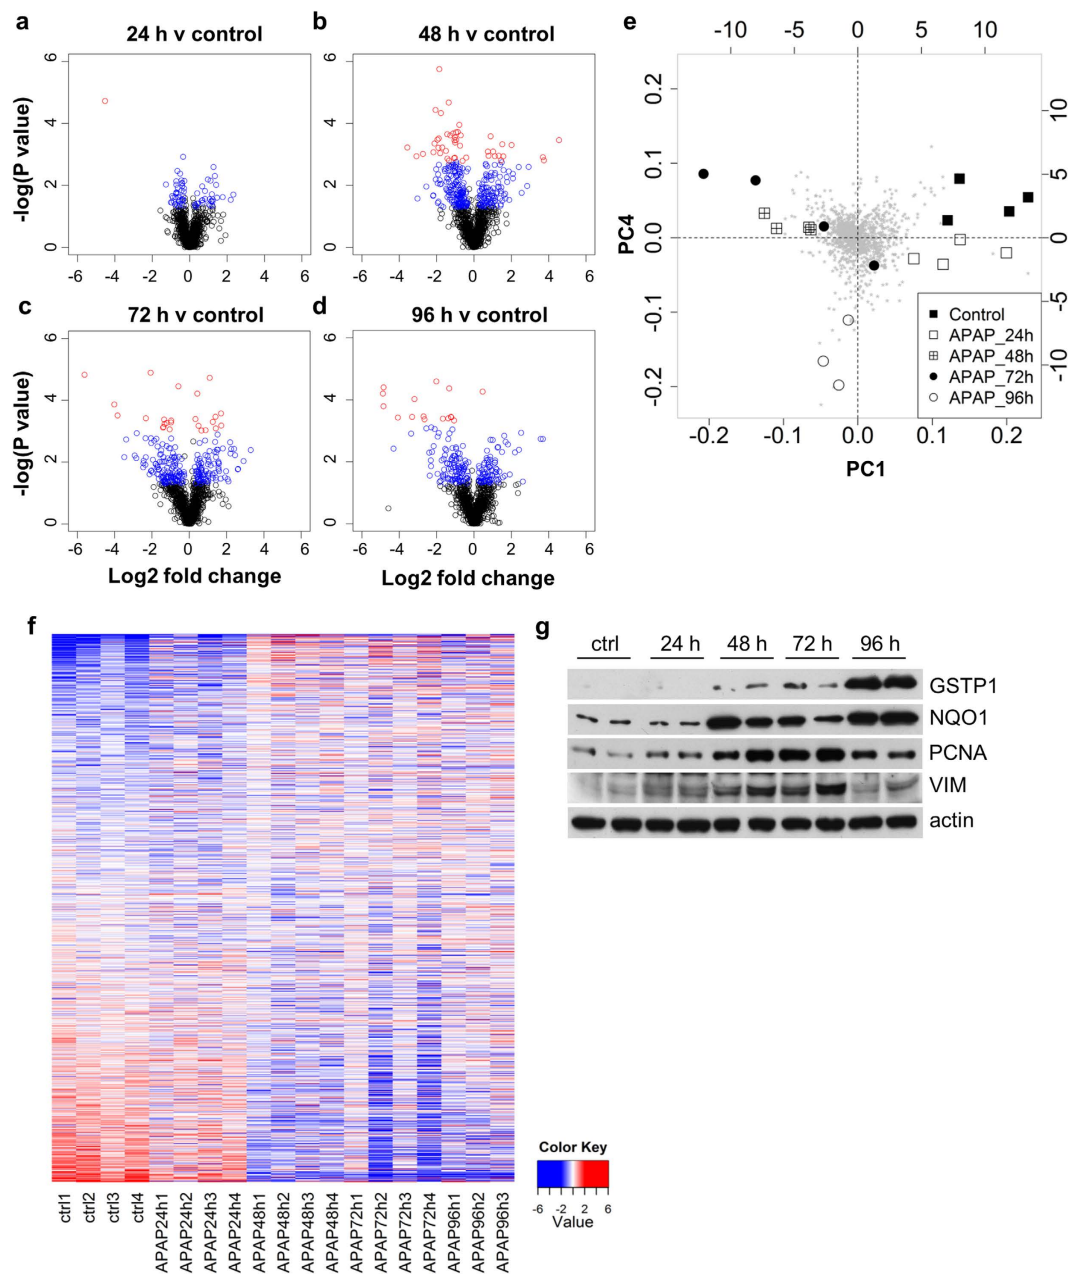 a
24 h v control
-log(P value)
6
4
2
0
-6 -4 -2 0 2 4 6
b
48 h v control
6
4
2
0
-6 -4 -2 0 2 4 6
c
72 h v control
-log(P value)
6
4
2
0
-6 -4 -2 0 2 4 6
Log2 fold change
d
96 h v control
6
4
2
0
-6 -4 -2 0 2 4 6
Log2 fold change
e
-10 -5 0 5 10
PC4
0.2
0.1
0.0
-0.1
-0.2
10
5
0
-5
-10
Control
APAP_24h
APAP_48h
APAP_72h
APAP_96h
-0.2 -0.1 0.0 0.1 0.2
PC1
f
ctrl1
ctrl2
ctrl3
ctrl4
APAP24h1
APAP24h2
APAP24h3
APAP24h4
APAP48h1
APAP48h2
APAP48h3
APAP48h4
APAP72h1
APAP72h2
APAP72h3
APAP72h4
APAP96h1
APAP96h2
APAP96h3
Color Key
-6 -2 2 6
Value
g
ctrl 24 h 48 h 72 h 96 h
GSTP1
NQO1
PCNA
VIM
actin